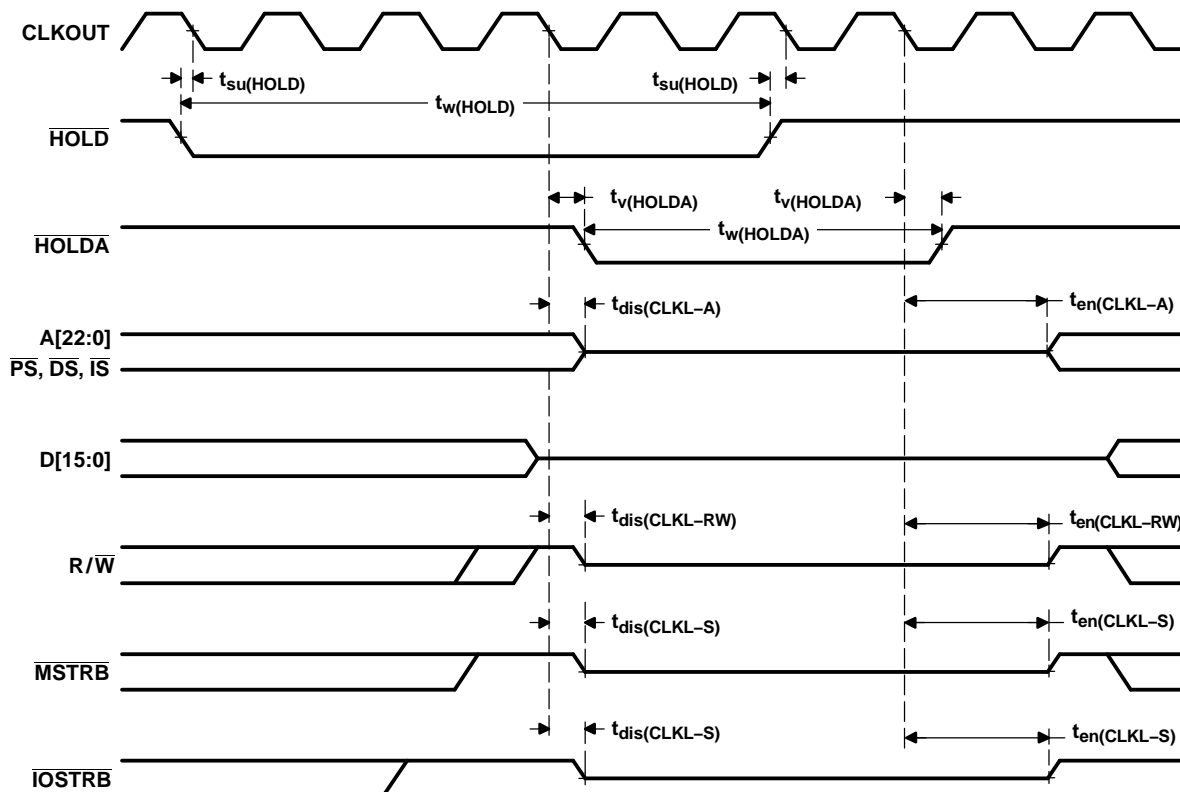 CLKOUT
tsu(HOLD)
tsu(HOLD)
tw(HOLD)
HOLD
tv(HOLDA)
tv(HOLDA)
tw(HOLDA)
HOLDA
tdis(CLKL–A)
ten(CLKL–A)
A[22:0]
PS, DS, IS
D[15:0]
tdis(CLKL–RW)
ten(CLKL–RW)
R/W
tdis(CLKL–S)
ten(CLKL–S)
MSTRB
tdis(CLKL–S)
ten(CLKL–S)
IOSTRB